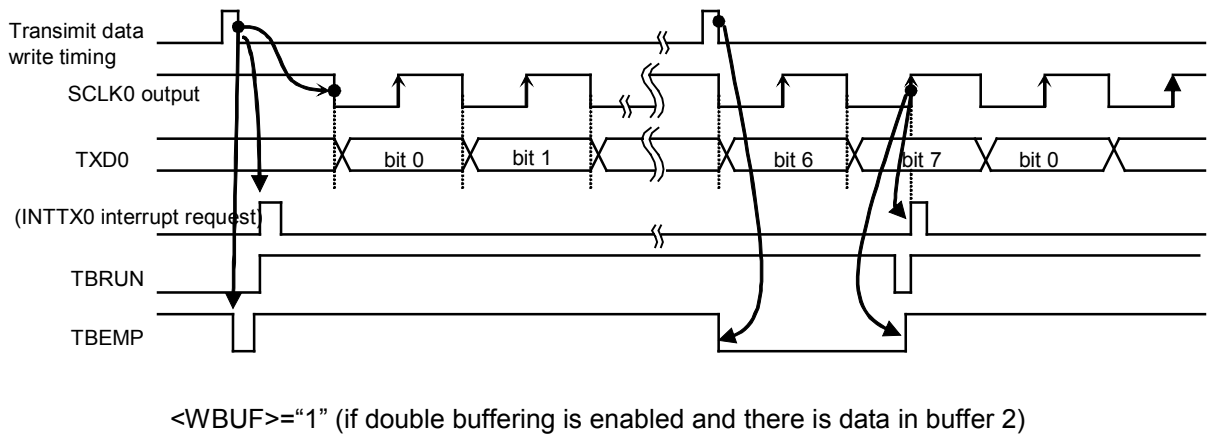 Transimit data
write timing
SCLK0 output
TXD0
bit 0 bit 1 bit 6 bit 7 bit 0
(INTTX0 interrupt request)
TBRUN
TBEMP
<WBUF>=“1” (if double buffering is enabled and there is data in buffer 2)